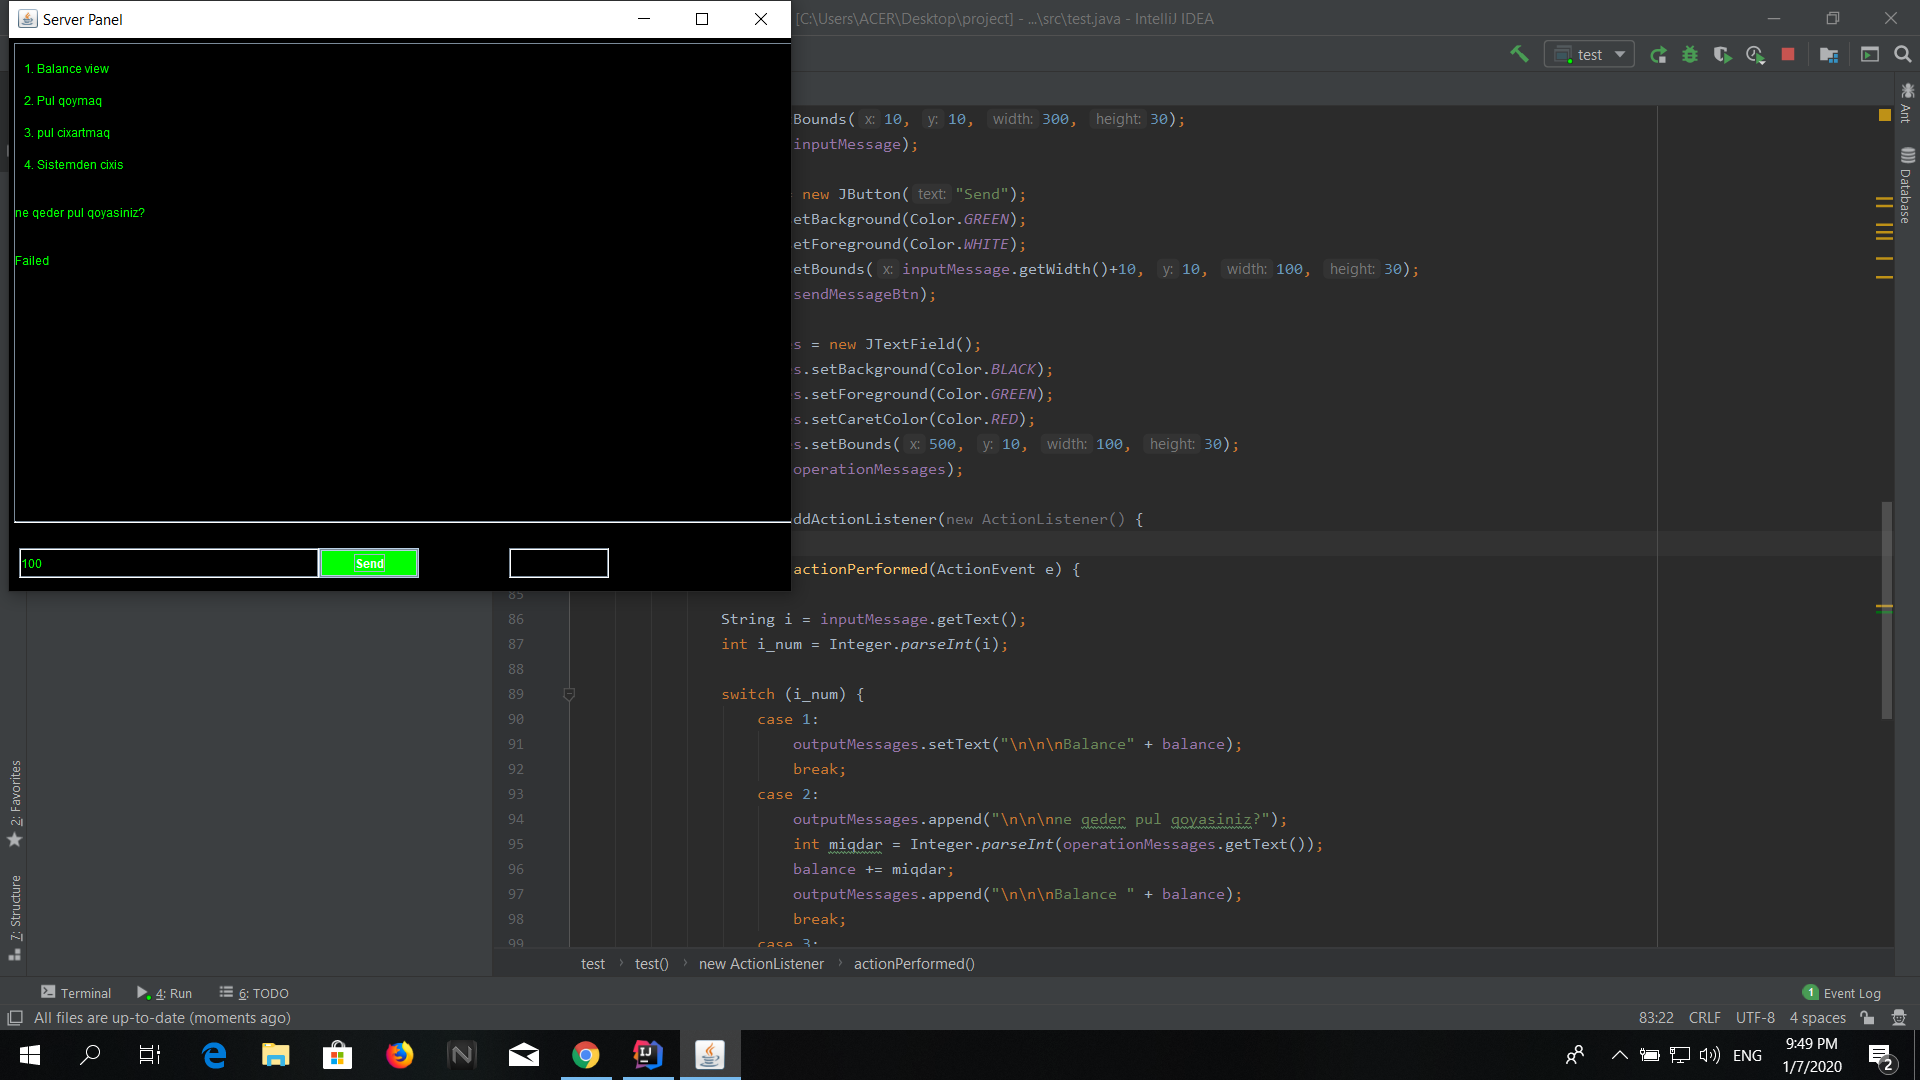 Server Panel
[C:\Users\ACER\Desktop\project] - ...\src\test.java - IntelliJ IDEA
test
1. Balance view
2. Pul qoymaq
3. pul cixartmaq
4. Sistemden cixis
ne qeder pul qoyasiniz?
Failed
100
Send
Bounds( x: 10, y: 10, width: 300, height: 30);
inputMessage);
= new JButton( text: "Send");
etBackground(Color.GREEN);
etForeground(Color.WHITE);
etBounds( x: inputMessage.getWidth()+10, y: 10, width: 100, height: 30);
sendMessageBtn);
s = new JTextField();
s.setBackground(Color.BLACK);
s.setForeground(Color.GREEN);
s.setCaretColor(Color.RED);
s.setBounds( x: 500, y: 10, width: 100, height: 30);
operationMessages);
ddActionListener(new ActionListener() {
actionPerformed(ActionEvent e) {
85
86 String i = inputMessage.getText();
87 int i_num = Integer.parseInt(i);
88
89 switch (i_num) {
90 case 1:
91 outputMessages.setText("\n\n\nBalance" + balance);
92 break;
93 case 2:
94 outputMessages.append("\n\n\nne qeder pul qoyasiniz?");
95 int miqdar = Integer.parseInt(operationMessages.getText());
96 balance += miqdar;
97 outputMessages.append("\n\n\nBalance " + balance);
98 break;
99 case 3:
Ant
Database
2: Favorites
7: Structure
test › test() › new ActionListener › actionPerformed()
Terminal 4: Run 6: TODO
1 Event Log
All files are up-to-date (moments ago)
83:22 CRLF UTF-8 4 spaces
ENG
9:49 PM
1/7/2020
2